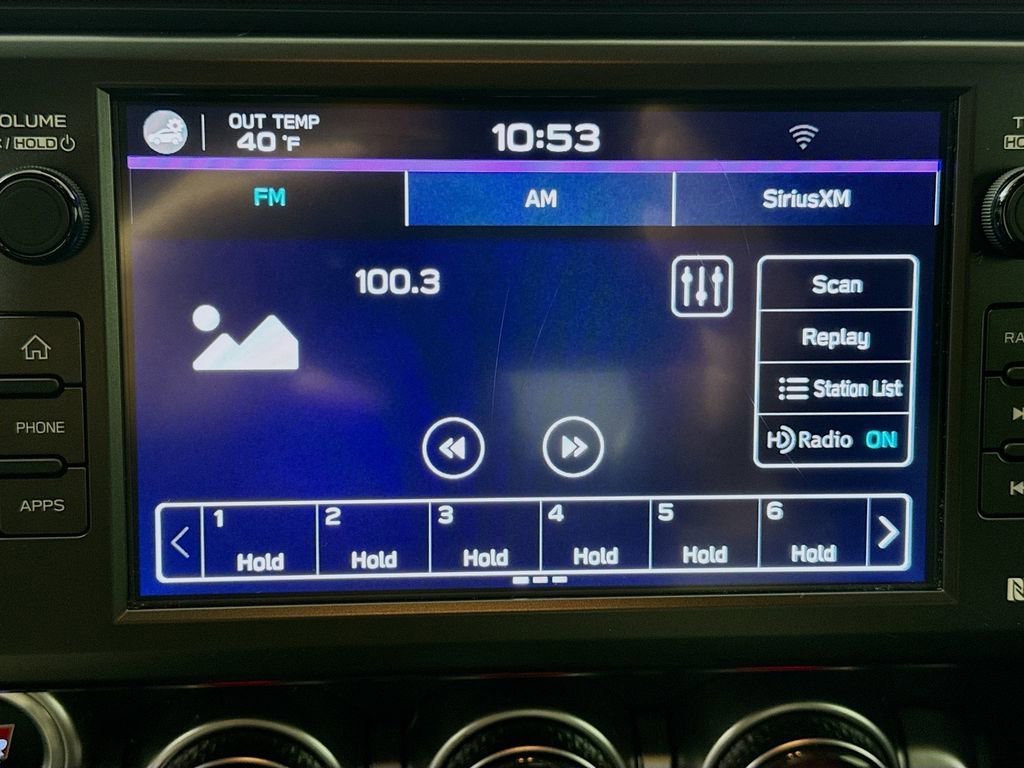 OLUME
/ HOLD
OUT TEMP
40 °F
10:53
FM
AM
SiriusXM
100.3
Scan
Replay
Station List
HD Radio ON
PHONE
APPS
RA
1
Hold
2
Hold
3
Hold
4
Hold
5
Hold
6
Hold